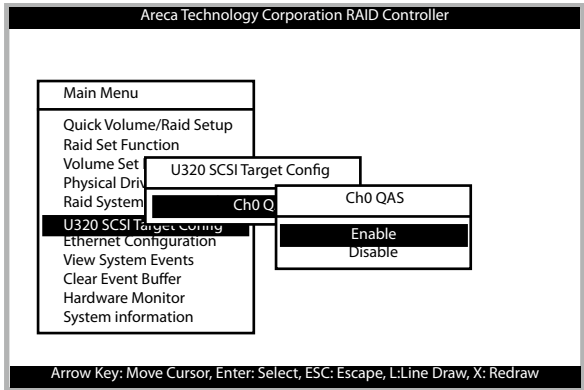 Areca Technology Corporation RAID Controller
Main Menu
Quick Volume/Raid Setup
Raid Set Function
Volume Set
Physical Driv
Raid System
U320 SCSI Target Config
Ethernet Configuration
View System Events
Clear Event Buffer
Hardware Monitor
System information
U320 SCSI Target Config
Ch0 Q
Ch0 QAS
Enable
Disable
Arrow Key: Move Cursor, Enter: Select, ESC: Escape, L:Line Draw, X: Redraw